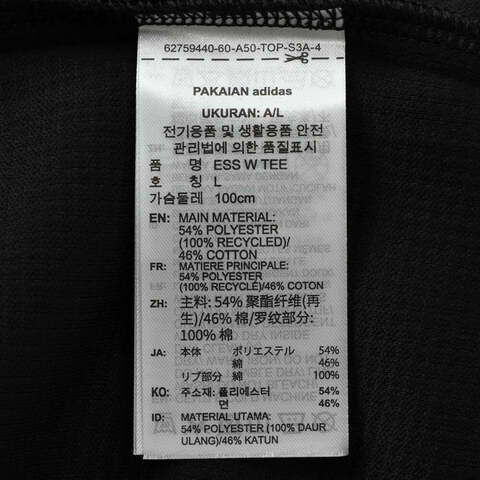 62759440-60-A50-TOP-S3A-4
PAKAIAN adidas
UKURAN: A/L
전기용품 및 생활용품 안전
관리법에 의한 품질표시
품 명 ESS W TEE
호 칭 L
가슴둘레 100cm
EN: MAIN MATERIAL:
54% POLYESTER
(100% RECYCLED)/
46% COTTON
FR: MATIERE PRINCIPALE:
54% POLYESTER
(100% RECYCLÉ)/46% COTON
ZH: 主料: 54% 聚酯纤维(再
生)/46% 棉/罗纹部分:
100% 棉
JA: 本体 ポリエステル 54%
綿 46%
リブ部分 綿 100%
KO: 주소재: 폴리에스터 54%
면 46%
ID: MATERIAL UTAMA:
54% POLYESTER(100% DAUR
ULANG)/46% KATUN